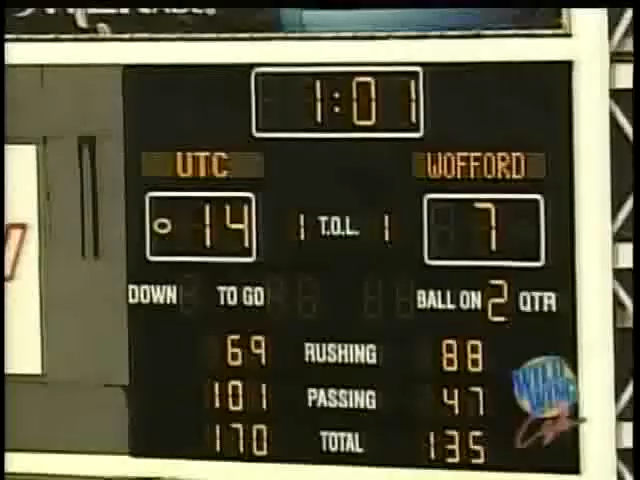 1:01
UTC WOFFORD
14 1 T.O.L. 1 7
DOWN TO GO BALL ON 2 QTR
69 RUSHING 88
101 PASSING 47
170 TOTAL 135